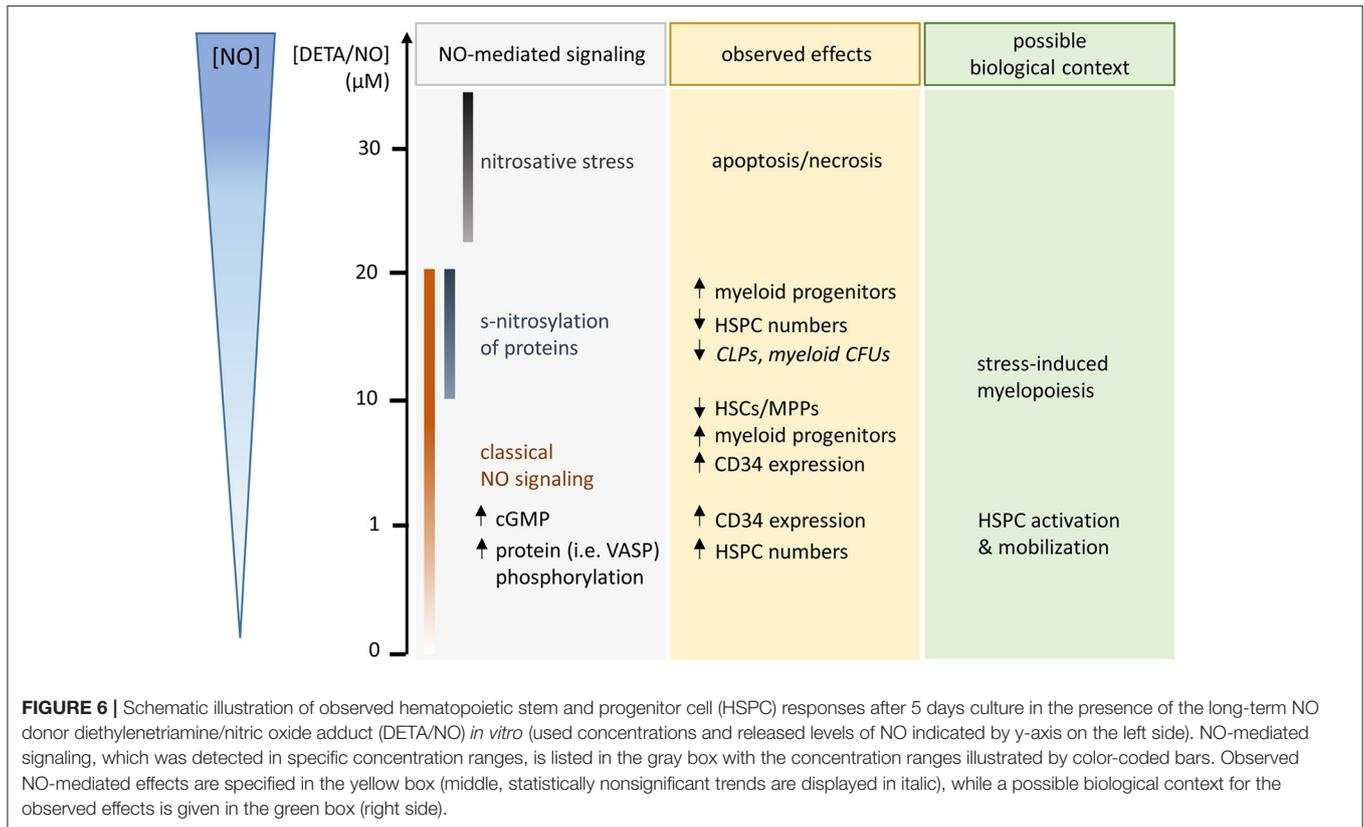 [NO]
[DETA/NO]
(µM)
NO-mediated signaling
observed effects
possible
biological context
30
nitrosative stress
apoptosis/necrosis
20
s-nitrosylation
of proteins
myeloid progenitors
HSPC numbers
CLPs, myeloid CFUs
stress-induced
myelopoiesis
10
HSCs/MPPs
myeloid progenitors
CD34 expression
classical
NO signaling
1
cGMP
protein (i.e. VASP)
phosphorylation
CD34 expression
HSPC numbers
HSPC activation
& mobilization
0
FIGURE 6 | Schematic illustration of observed hematopoietic stem and progenitor cell (HSPC) responses after 5 days culture in the presence of the long-term NO
donor diethylenetriamine/nitric oxide adduct (DETA/NO) in vitro (used concentrations and released levels of NO indicated by y-axis on the left side). NO-mediated
signaling, which was detected in specific concentration ranges, is listed in the gray box with the concentration ranges illustrated by color-coded bars. Observed
NO-mediated effects are specified in the yellow box (middle, statistically nonsignificant trends are displayed in italic), while a possible biological context for the
observed effects is given in the green box (right side).